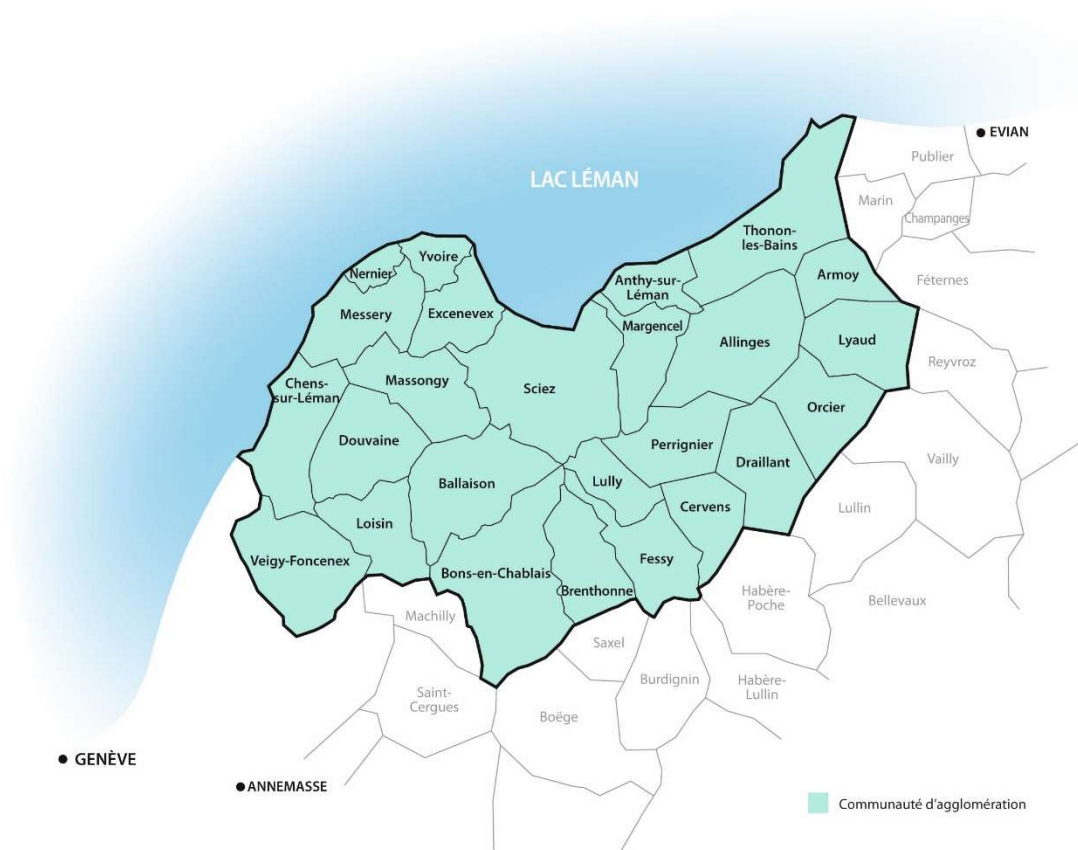 EVIAN
Publier
LAC LÉMAN
Marin
Champanges
Thonon-
les-Bains
Yvoire
Nernier
Armoy
Féternes
Anthy-sur-
Léman
Messery
Excenevex
Margencel
Allinges
Lyaud
Reyvroz
Chens-
sur-Léman
Massongy
Sciez
Orcier
Douvaine
Perrignier
Vailly
Draillant
Ballaison
Lully
Cervens
Lullin
Loisin
Veigy-Foncenex
Bons-en-Chablais
Fessy
Brenthonne
Habère-
Poche
Bellevaux
Machilly
Saxel
Burdignin
Habère-
Lullin
Saint-
Cergues
Boëge
GENÈVE
ANNEMASSE
Communauté d'agglomération